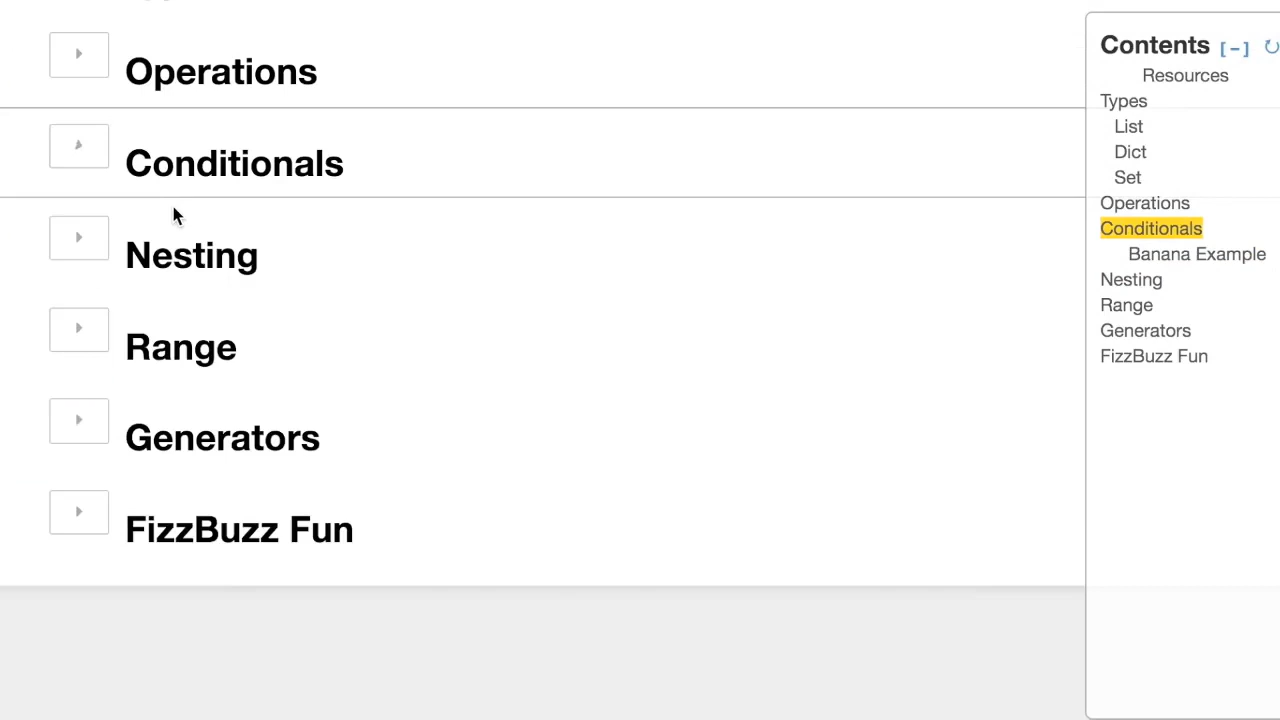 Operations
Conditionals
Nesting
Range
Generators
FizzBuzz Fun
Contents [-]
Resources
Types
List
Dict
Set
Operations
Conditionals
Banana Example
Nesting
Range
Generators
FizzBuzz Fun